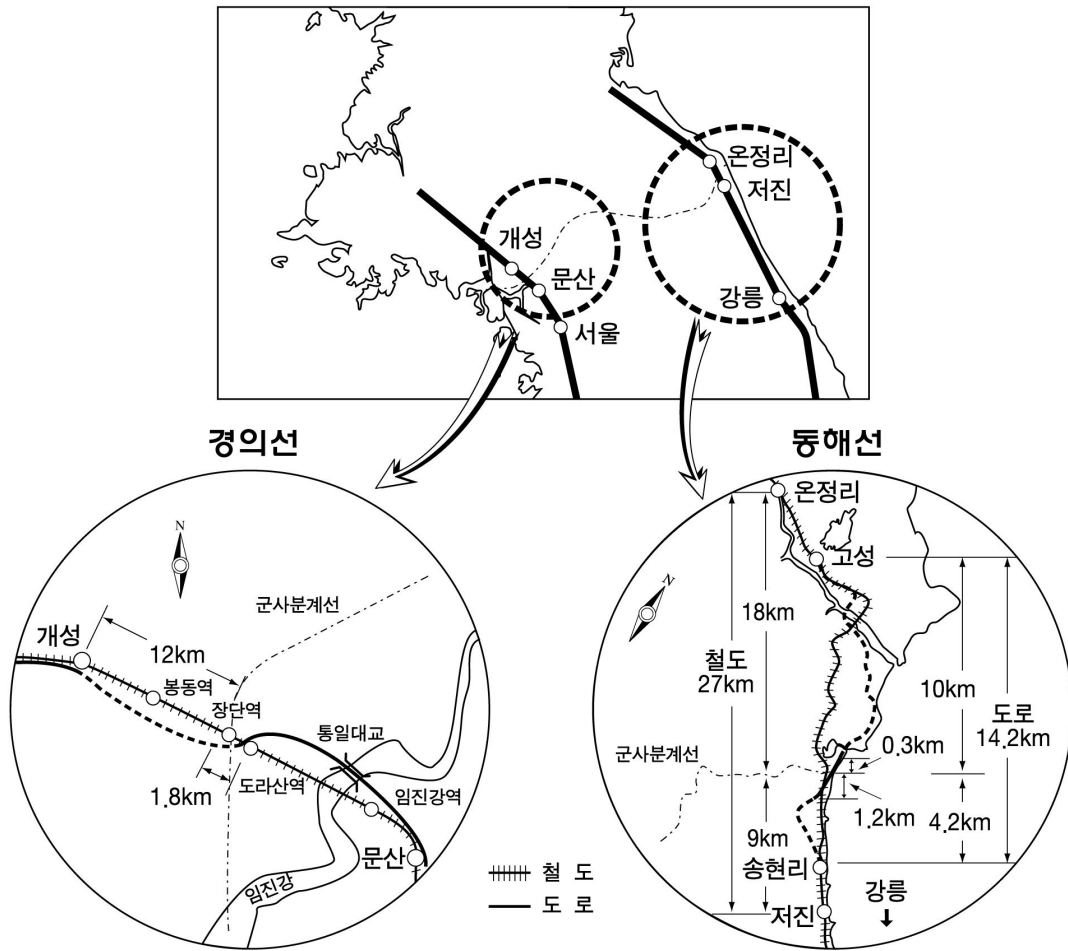 온정리
저진
개성
문산
강릉
서울
경의선
동해선
N
군사분계선
개성
12km
봉동역
장단역
통일대교
1.8km
도라산역
임진강역
문산
임진강
철 도
도 로
온정리
고성
N
18km
철도
27km
10km
도로
14.2km
0.3km
군사분계선
1.2km
4.2km
9km
송현리
저진
강릉